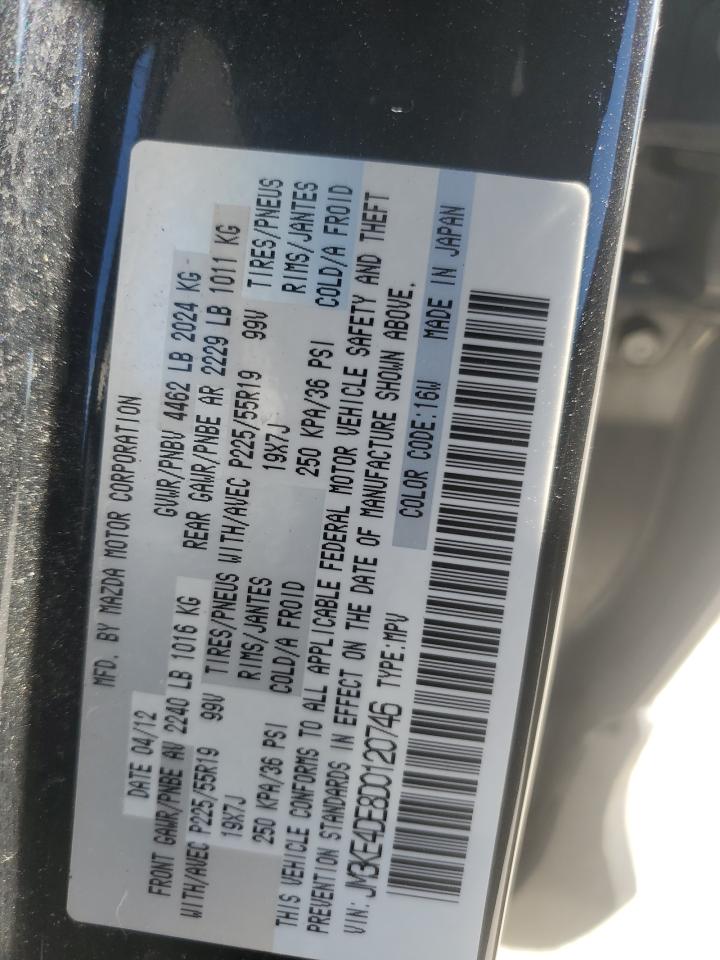 MFD. BY MAZDA MOTOR CORPORATION
DATE 04/12 GVWR/PNBV 4462 LB 2024 KG
FRONT GAWR/PNBE AV 2240 LB 1016 KG REAR GAWR/PNBE AR 2229 LB 1011 KG
WITH/AVEC P225/55R19 99V TIRES/PNEUS WITH/AVEC P225/55R19 99V TIRES/PNEUS
19X7J RIMS/JANTES 19X7J RIMS/JANTES
250 KPA/36 PSI COLD/A FROID 250 KPA/36 PSI COLD/A FROID
THIS VEHICLE CONFORMS TO ALL APPLICABLE FEDERAL MOTOR VEHICLE SAFETY AND THEFT
PREVENTION STANDARDS IN EFFECT ON THE DATE OF MANUFACTURE SHOWN ABOVE.
VIN: JM3KE4DE8D0120746 TYPE:MPV COLOR CODE:16W MADE IN JAPAN